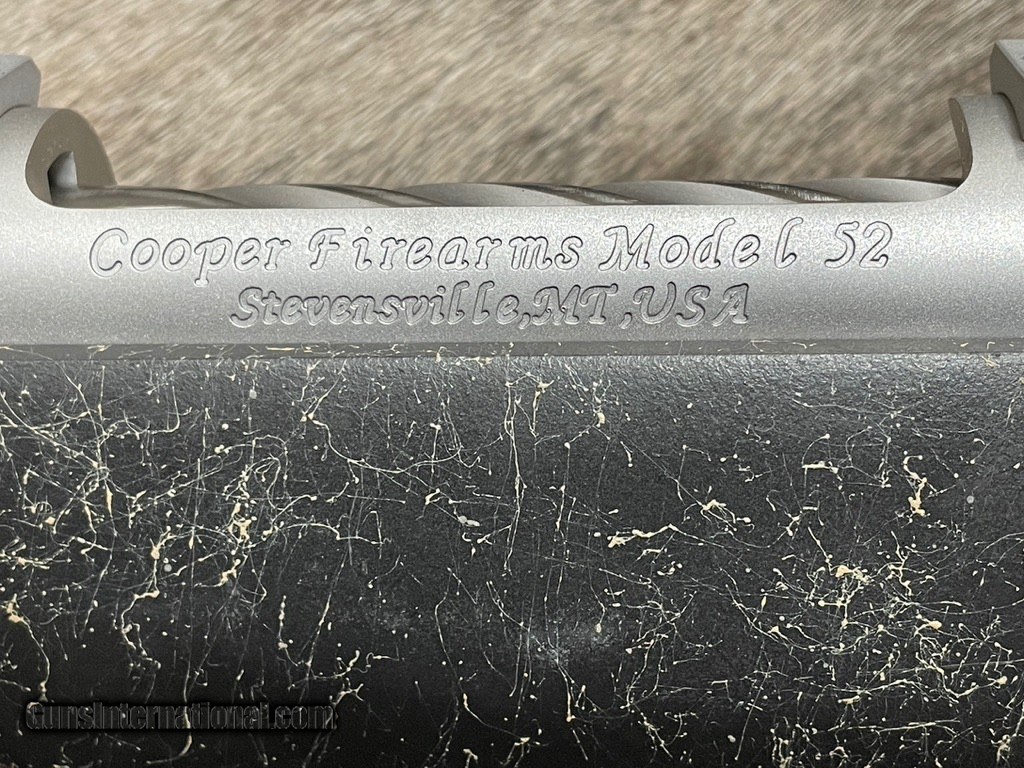 Cooper Firearms Model 52
Stevensville,MT,USA
GunsInternational.com